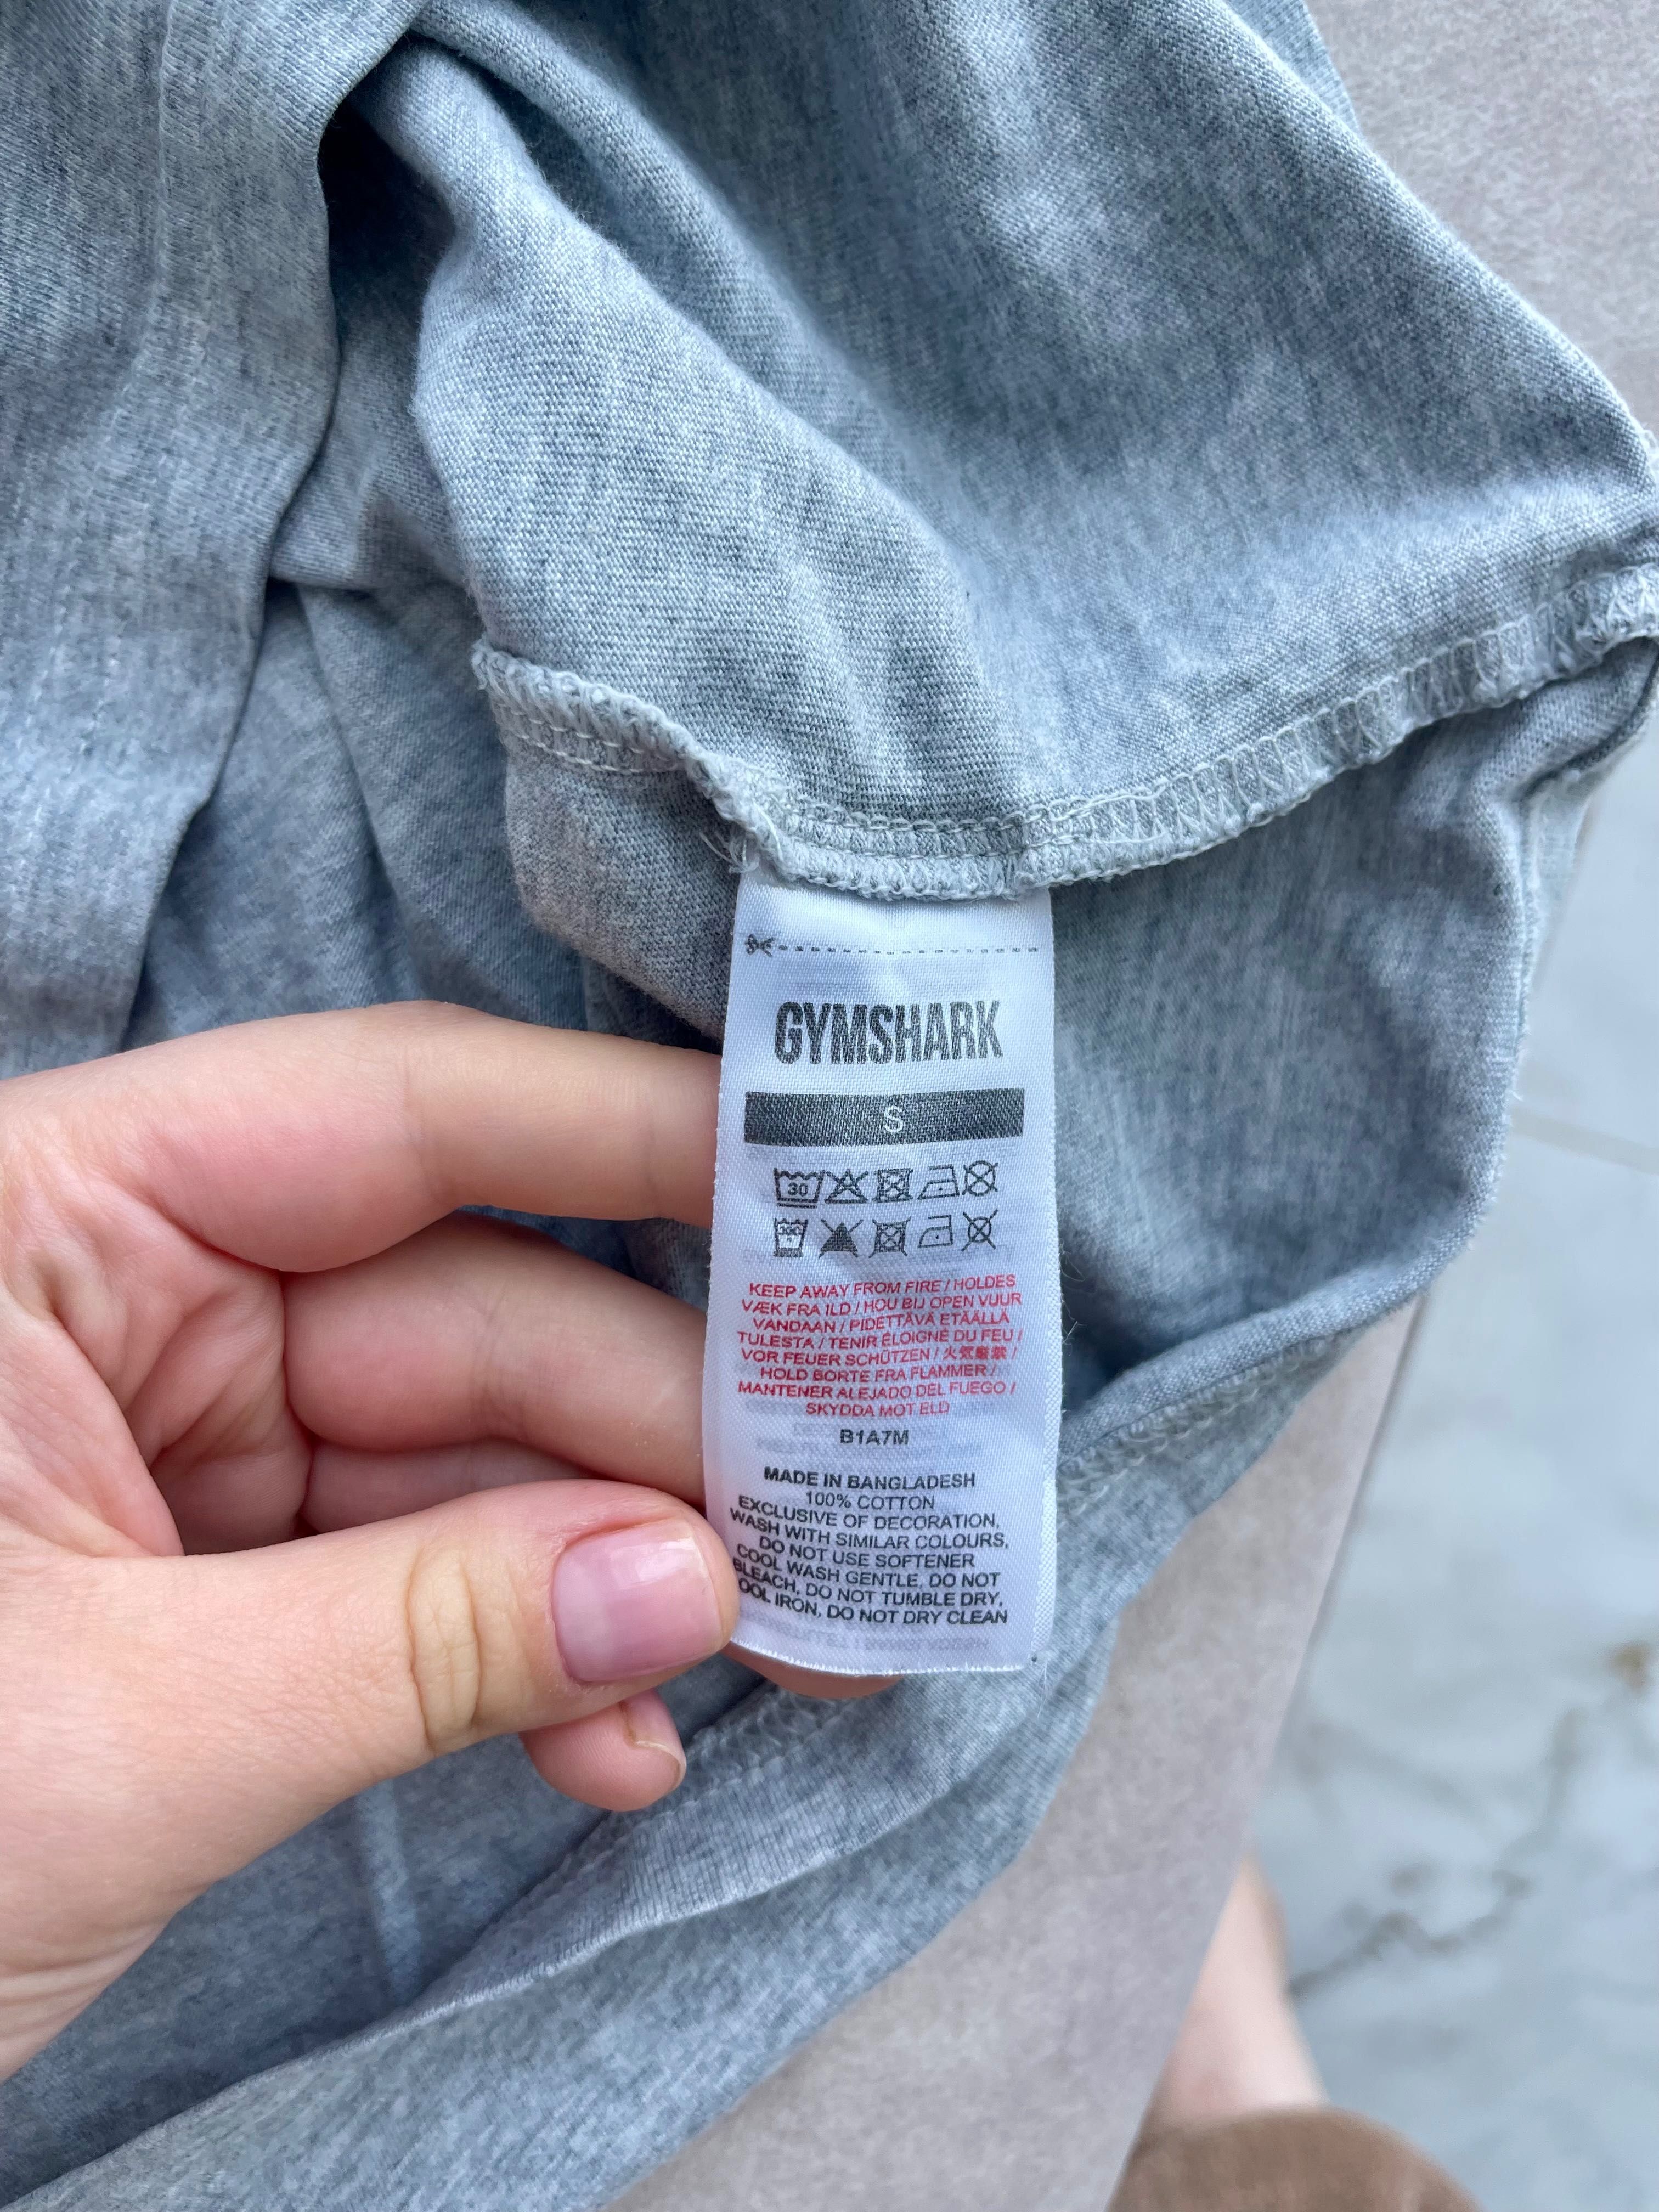 GYMSHARK
S
30
KEEP AWAY FROM FIRE / HOLDES
VÆK FRA ILD / HOU BIJ OPEN VUUR
VANDAAN / PIDETTÄVÄ ETÄÄLLÄ
TULESTA / TENIR ÉLOIGNÉ DU FEU /
VOR FEUER SCHÜTZEN / 火気厳禁 /
HOLD BORTE FRA FLAMMER /
MANTENER ALEJADO DEL FUEGO /
SKYDDA MOT ELD
B1A7M
MADE IN BANGLADESH
100% COTTON
EXCLUSIVE OF DECORATION,
WASH WITH SIMILAR COLOURS,
DO NOT USE SOFTENER
COOL WASH GENTLE, DO NOT
BLEACH, DO NOT TUMBLE DRY,
OOL IRON, DO NOT DRY CLEAN